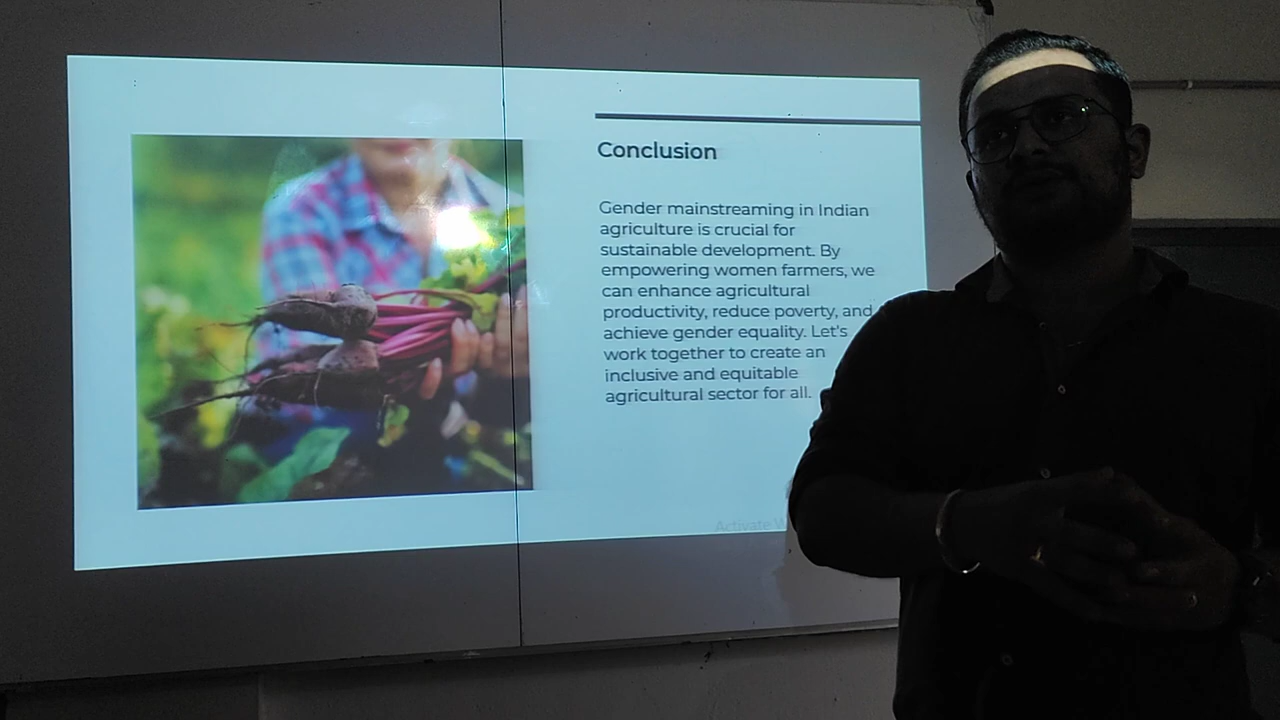 Conclusion
Gender mainstreaming in Indian
agriculture is crucial for
sustainable development. By
empowering women farmers, we
can enhance agricultural
productivity, reduce poverty, and
achieve gender equality. Let's
work together to create an
inclusive and equitable
agricultural sector for all.
Activate W